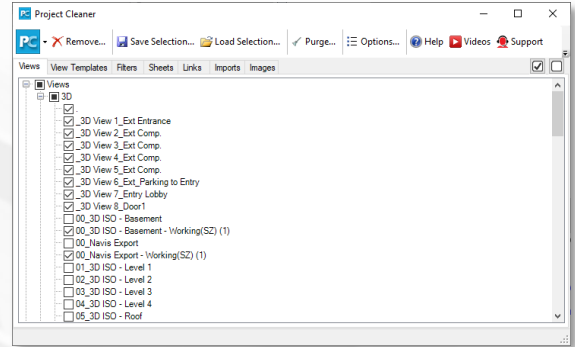 PC Project Cleaner
PC Remove... Save Selection... Load Selection... Purge... Options... Help Videos Support
Views View Templates Filters Sheets Links Imports Images
Views
3D
.
_3D View 1_Ext Entrance
_3D View 2_Ext Comp.
_3D View 3_Ext Comp.
_3D View 4_Ext Comp.
_3D View 5_Ext Comp.
_3D View 6_Ext_Parking to Entry
_3D View 7_Entry Lobby
_3D View 8_Door1
00_3D ISO - Basement
00_3D ISO - Basement - Working(SZ) (1)
00_Navis Export
00_Navis Export - Working(SZ) (1)
01_3D ISO - Level 1
02_3D ISO - Level 2
03_3D ISO - Level 3
04_3D ISO - Level 4
05_3D ISO - Roof